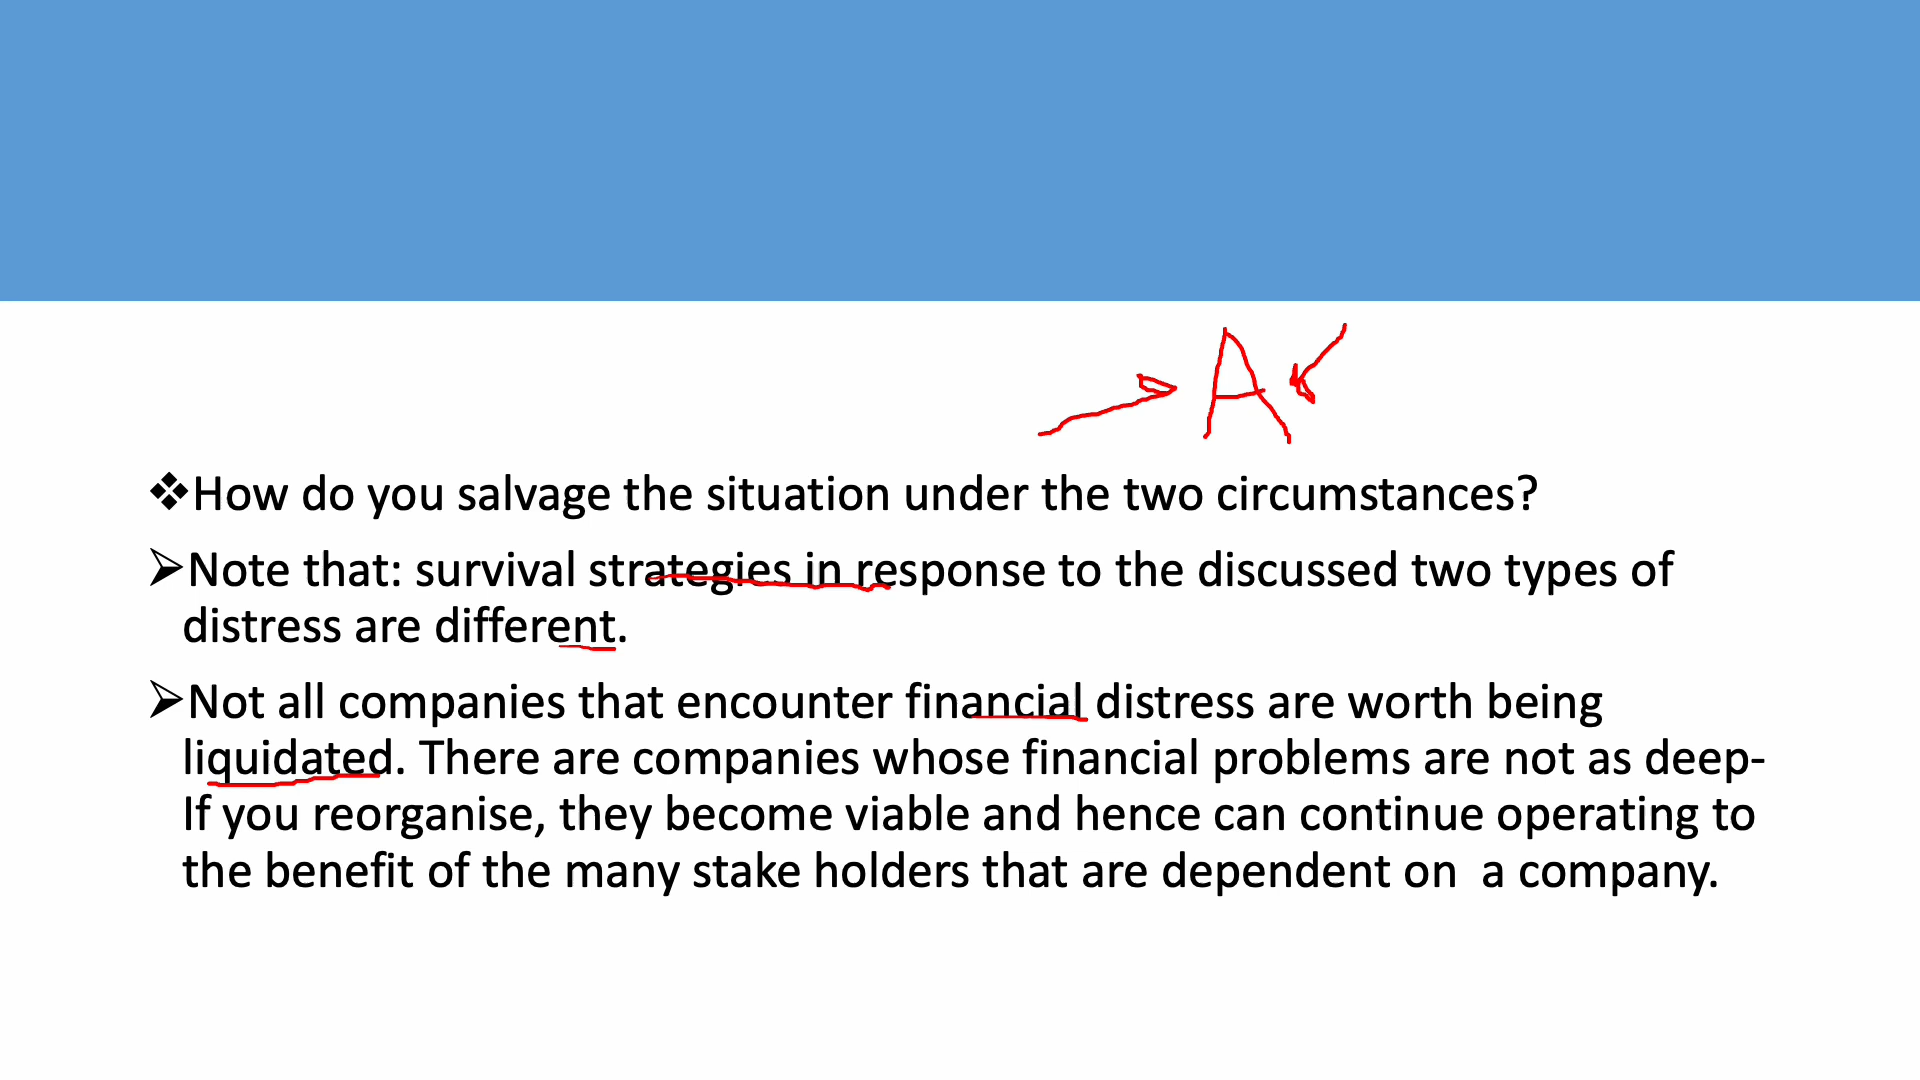 A
❖How do you salvage the situation under the two circumstances?
➢Note that: survival strategies in response to the discussed two types of
distress are different.
➢Not all companies that encounter financial distress are worth being
liquidated. There are companies whose financial problems are not as deep-
If you reorganise, they become viable and hence can continue operating to
the benefit of the many stake holders that are dependent on  a company.